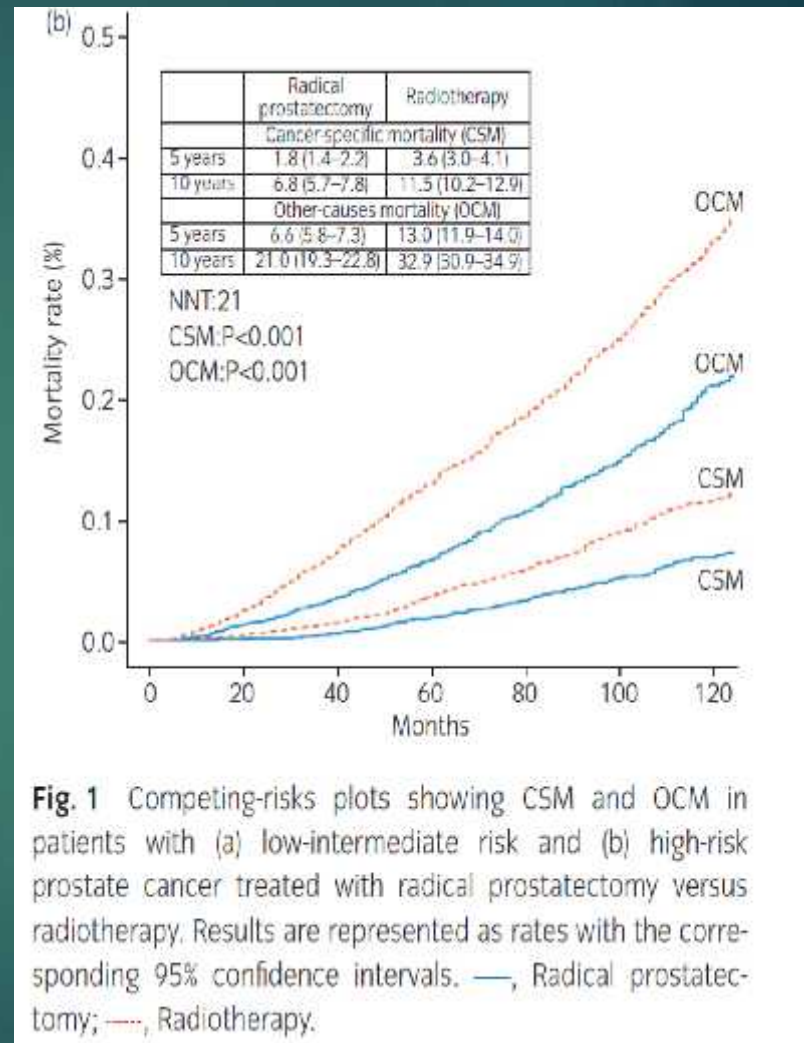 (b)
0.5
0.4
0.3
0.2
0.1
0.0
Mortality rate (%)
Radical prostatectomy Radiotherapy
Cancer-specific mortality (CSM)
5 years 1.8 (1.4–2.2) 3.6 (3.0–4.1)
10 years 6.8 (5.7–7.8) 11.5 (10.2–12.9)
Other-causes mortality (OCM)
5 years 6.6 (5.8–7.3) 13.0 (11.9–14.0)
10 years 21.0 (19.3–22.8) 32.9 (30.9–34.9)
NNT:21
CSM:P<0.001
OCM:P<0.001
OCM
OCM
CSM
CSM
0 20 40 60 80 100 120
Months
Fig. 1 Competing-risks plots showing CSM and OCM in
patients with (a) low-intermediate risk and (b) high-risk
prostate cancer treated with radical prostatectomy versus
radiotherapy. Results are represented as rates with the corre-
sponding 95% confidence intervals. —, Radical prostatec-
tomy; ----, Radiotherapy.